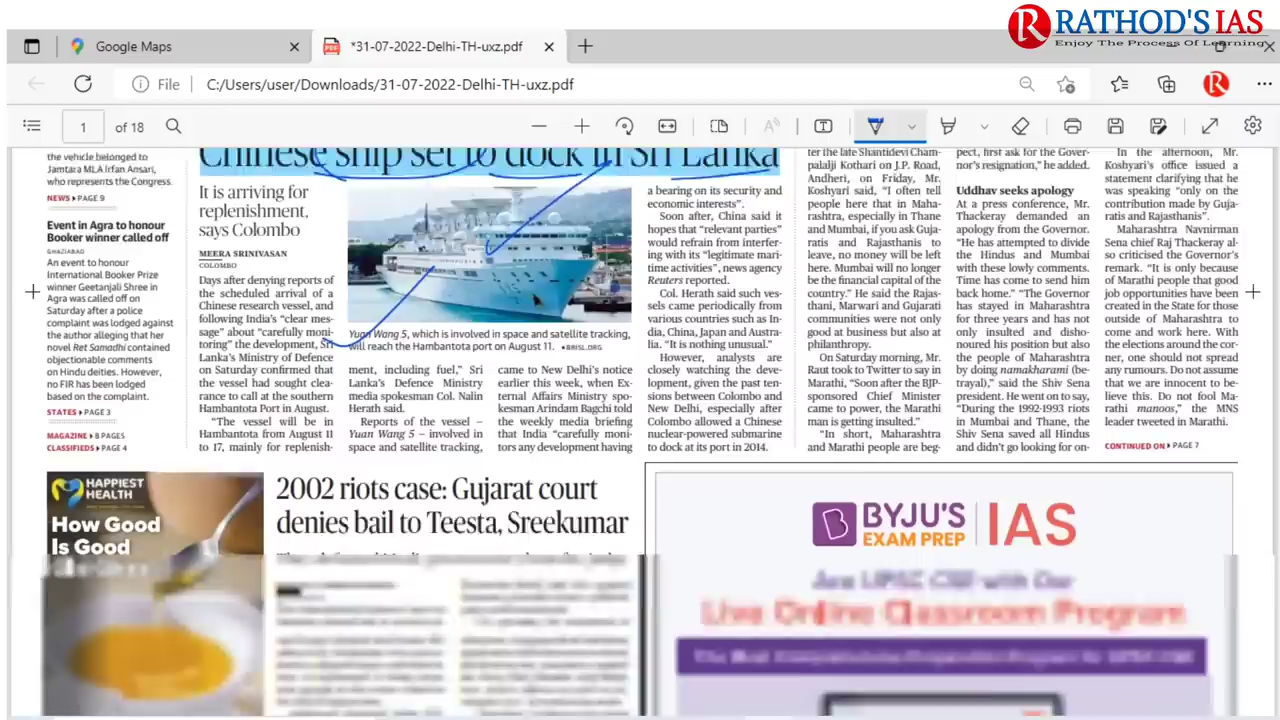 RATHOD'S IAS
Enjoy The Process Of Learning
Google Maps
*31-07-2022-Delhi-TH-uxz.pdf
File
C:/Users/user/Downloads/31-07-2022-Delhi-TH-uxz.pdf
1
of 18
the vehicle belonged to
Jamtara MLA Irfan Ansari,
who represents the Congress.
NEWS PAGE 9
Event in Agra to honour
Booker winner called off
GHAZIABAD
An event to honour
International Booker Prize
winner Geetanjali Shree in
Agra was called off on
Saturday after a police
complaint was lodged against
the author alleging that her
novel Ret Samadhi contained
objectionable comments
on Hindu deities. However,
no FIR has been lodged
based on the complaint.
STATES PAGE 3
MAGAZINE 8 PAGES
CLASSIFIEDS PAGE 4
Chinese ship set to dock in Sri Lanka
It is arriving for
replenishment,
says Colombo
MEERA SRINIVASAN
COLOMBO
Days after denying reports of
the scheduled arrival of a
Chinese research vessel, and
following India's "clear mes-
sage" about "carefully moni-
toring" the development, Sri
Lanka's Ministry of Defence
on Saturday confirmed that
the vessel had sought clea-
rance to call at the southern
Hambantota Port in August.
"The vessel will be in
Hambantota from August 11
to 17, mainly for replenish-
Yuan Wang 5, which is involved in space and satellite tracking,
will reach the Hambantota port on August 11. • BRISL.ORG
ment, including fuel," Sri
Lanka's Defence Ministry
media spokesman Col. Nalin
Herath said.
Reports of the vessel –
Yuan Wang 5 – involved in
space and satellite tracking,
came to New Delhi's notice
earlier this week, when Ex-
ternal Affairs Ministry spo-
kesman Arindam Bagchi told
the weekly media briefing
that India "carefully moni-
tors any development having
a bearing on its security and
economic interests".
Soon after, China said it
hopes that "relevant parties"
would refrain from interfer-
ing with its "legitimate mari-
time activities", news agency
Reuters reported.
Col. Herath said such ves-
sels came periodically from
various countries such as In-
dia, China, Japan and Austra-
lia. "It is nothing unusual."
However, analysts are
closely watching the deve-
lopment, given the past ten-
sions between Colombo and
New Delhi, especially after
Colombo allowed a Chinese
nuclear-powered submarine
to dock at its port in 2014.
ter the late Shantidevi Cham-
palalji Kothari on J.P. Road,
Andheri, on Friday, Mr.
Koshyari said, "I often tell
people here that in Maha-
rashtra, especially in Thane
and Mumbai, if you ask Guja-
ratis and Rajasthanis to
leave, no money will be left
here. Mumbai will no longer
be the financial capital of the
country." He said the Rajas-
thani, Marwari and Gujarati
communities were not only
good at business but also at
philanthropy.
On Saturday morning, Mr.
Raut took to Twitter to say in
Marathi, "Soon after the BJP-
sponsored Chief Minister
came to power, the Marathi
man is getting insulted."
"In short, Maharashtra
and Marathi people are beg-
pect, first ask for the Gover-
nor's resignation," he added.
Uddhav seeks apology
At a press conference, Mr.
Thackeray demanded an
apology from the Governor.
"He has attempted to divide
the Hindus and Mumbai
with these lowly comments.
Time has come to send him
back home." "The Governor
has stayed in Maharashtra
for three years and has not
only insulted and disho-
noured his position but also
the people of Maharashtra
by doing namakharami (be-
trayal)," said the Shiv Sena
president. He went on to say,
"During the 1992-1993 riots
in Mumbai and Thane, the
Shiv Sena saved all Hindus
and didn't go looking for on-
In the afternoon, Mr.
Koshyari's office issued a
statement clarifying that he
was speaking "only on the
contribution made by Guja-
ratis and Rajasthanis".
Maharashtra Navnirman
Sena chief Raj Thackeray al-
so criticised the Governor's
remark. "It is only because
of Marathi people that good
job opportunities have been
created in the State for those
outside of Maharashtra to
come and work here. With
the elections around the cor-
ner, one should not spread
any rumours. Do not assume
that we are innocent to be-
lieve this. Do not fool Ma-
rathi manoos," the MNS
leader tweeted in Marathi.
CONTINUED ON PAGE 7
HAPPIEST
HEALTH
How Good
Is Good
2002 riots case: Gujarat court
denies bail to Teesta, Sreekumar
BYJU'S
EXAM PREP
IAS
Live Online Classroom Program